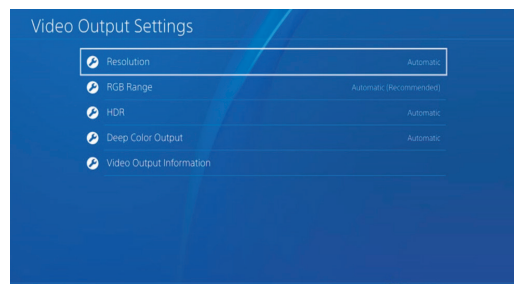 Video Output Settings
Resolution Automatic
RGB Range Automatic (Recommended)
HDR Automatic
Deep Color Output Automatic
Video Output Information